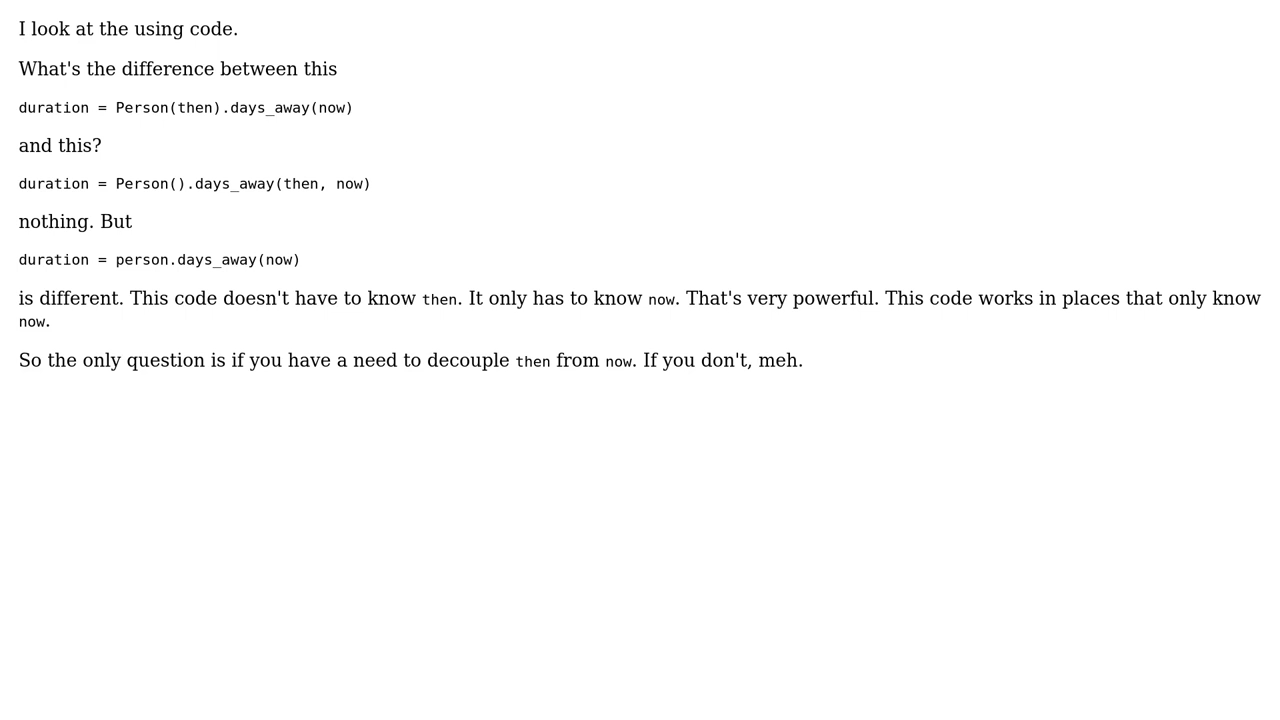 I look at the using code.
What's the difference between this
duration = Person(then).days_away(now)
and this?
duration = Person().days_away(then, now)
nothing. But
duration = person.days_away(now)
is different. This code doesn't have to know then. It only has to know now. That's very powerful. This code works in places that only know
now.
So the only question is if you have a need to decouple then from now. If you don't, meh.